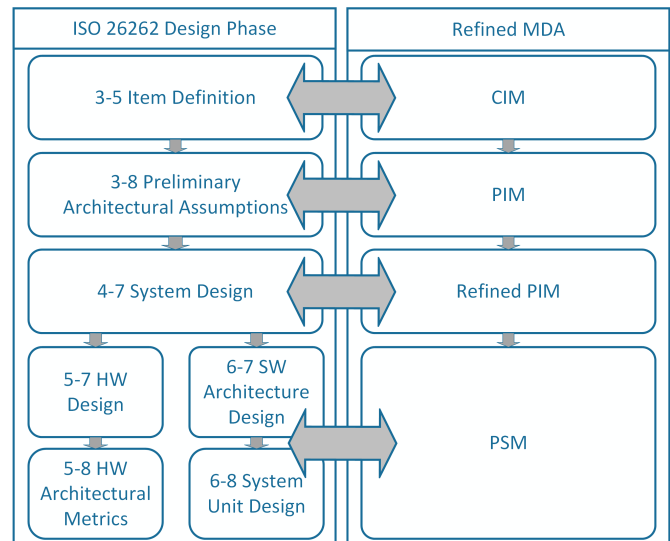 ISO 26262 Design Phase
Refined MDA
3-5 Item Definition
CIM
3-8 Preliminary
Architectural Assumptions
PIM
4-7 System Design
Refined PIM
5-7 HW
Design
6-7 SW
Architecture
Design
PSM
5-8 HW
Architectural
Metrics
6-8 System
Unit Design